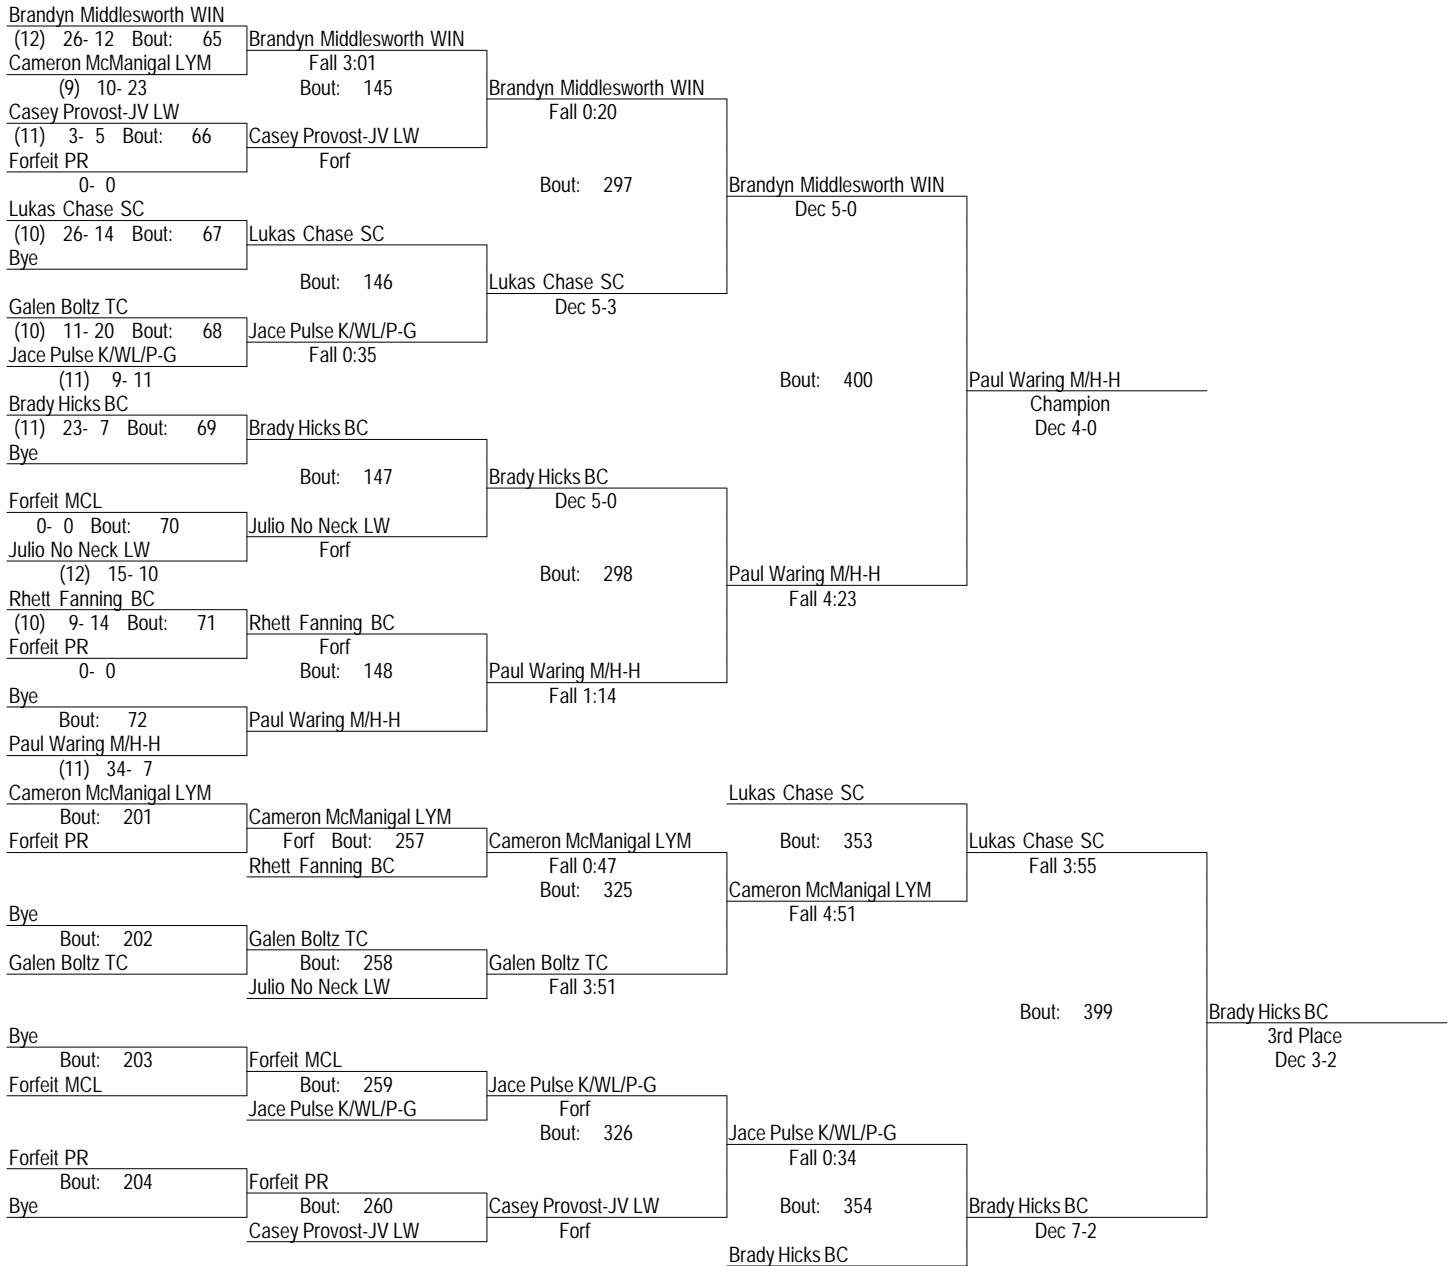 Brandyn Middlesworth WIN
(12) 26- 12 Bout: 65
Brandyn Middlesworth WIN
Cameron McManigal LYM
Fall 3:01
(9) 10- 23
Bout: 145
Brandyn Middlesworth WIN
Casey Provost-JV LW
Fall 0:20
(11) 3- 5 Bout: 66
Casey Provost-JV LW
Forfeit PR
Forf
0- 0
Bout: 297
Brandyn Middlesworth WIN
Lukas Chase SC
Dec 5-0
(10) 26- 14 Bout: 67
Lukas Chase SC
Bye
Bout: 146
Lukas Chase SC
Galen Boltz TC
Dec 5-3
(10) 11- 20 Bout: 68
Jace Pulse K/WL/P-G
Jace Pulse K/WL/P-G
Fall 0:35
(11) 9- 11
Bout: 400
Paul Waring M/H-H
Brady Hicks BC
Champion
(11) 23- 7 Bout: 69
Brady Hicks BC
Dec 4-0
Bye
Bout: 147
Brady Hicks BC
Forfeit MCL
Dec 5-0
0- 0 Bout: 70
Julio No Neck LW
Julio No Neck LW
Forf
(12) 15- 10
Bout: 298
Paul Waring M/H-H
Rhett Fanning BC
Fall 4:23
(10) 9- 14 Bout: 71
Rhett Fanning BC
Forfeit PR
Forf
0- 0
Bout: 148
Paul Waring M/H-H
Bye
Fall 1:14
Bout: 72
Paul Waring M/H-H
Paul Waring M/H-H
(11) 34- 7
Cameron McManigal LYM
Lukas Chase SC
Bout: 201
Cameron McManigal LYM
Forfeit PR
Forf Bout: 257
Cameron McManigal LYM
Bout: 353
Lukas Chase SC
Rhett Fanning BC
Fall 0:47
Fall 3:55
Bout: 325
Cameron McManigal LYM
Bye
Fall 4:51
Bout: 202
Galen Boltz TC
Galen Boltz TC
Bout: 258
Galen Boltz TC
Julio No Neck LW
Fall 3:51
Bout: 399
Brady Hicks BC
Bye
3rd Place
Bout: 203
Forfeit MCL
Dec 3-2
Forfeit MCL
Bout: 259
Jace Pulse K/WL/P-G
Jace Pulse K/WL/P-G
Forf
Bout: 326
Jace Pulse K/WL/P-G
Forfeit PR
Fall 0:34
Bout: 204
Forfeit PR
Bye
Bout: 260
Casey Provost-JV LW
Bout: 354
Brady Hicks BC
Casey Provost-JV LW
Forf
Dec 7-2
Brady Hicks BC